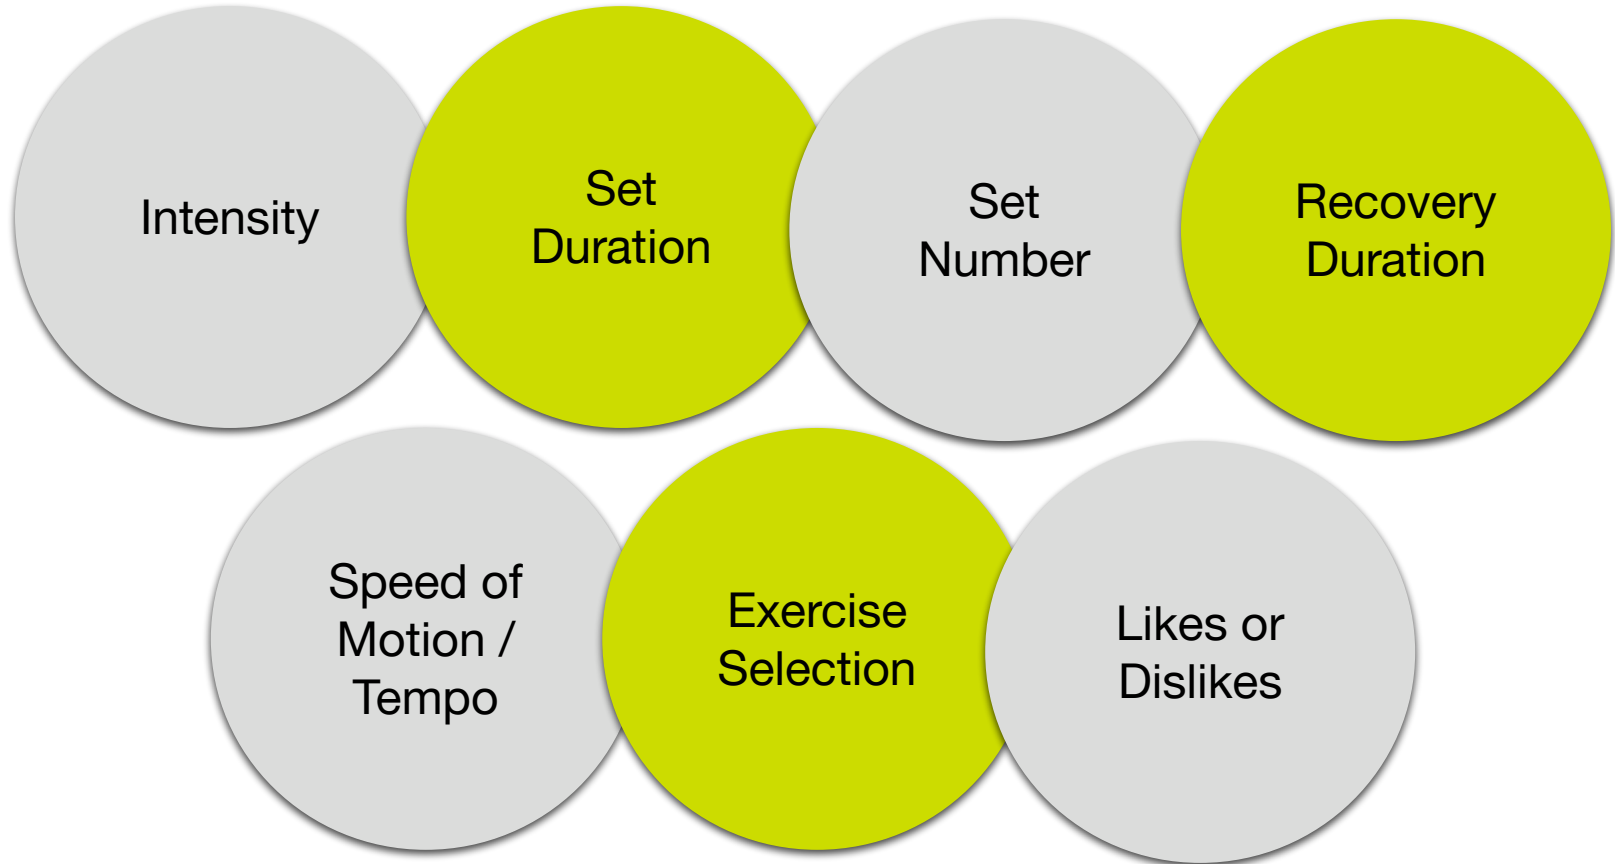 Intensity
Set
Duration
Set
Number
Recovery
Duration
Speed of
Motion /
Tempo
Exercise
Selection
Likes or
Dislikes